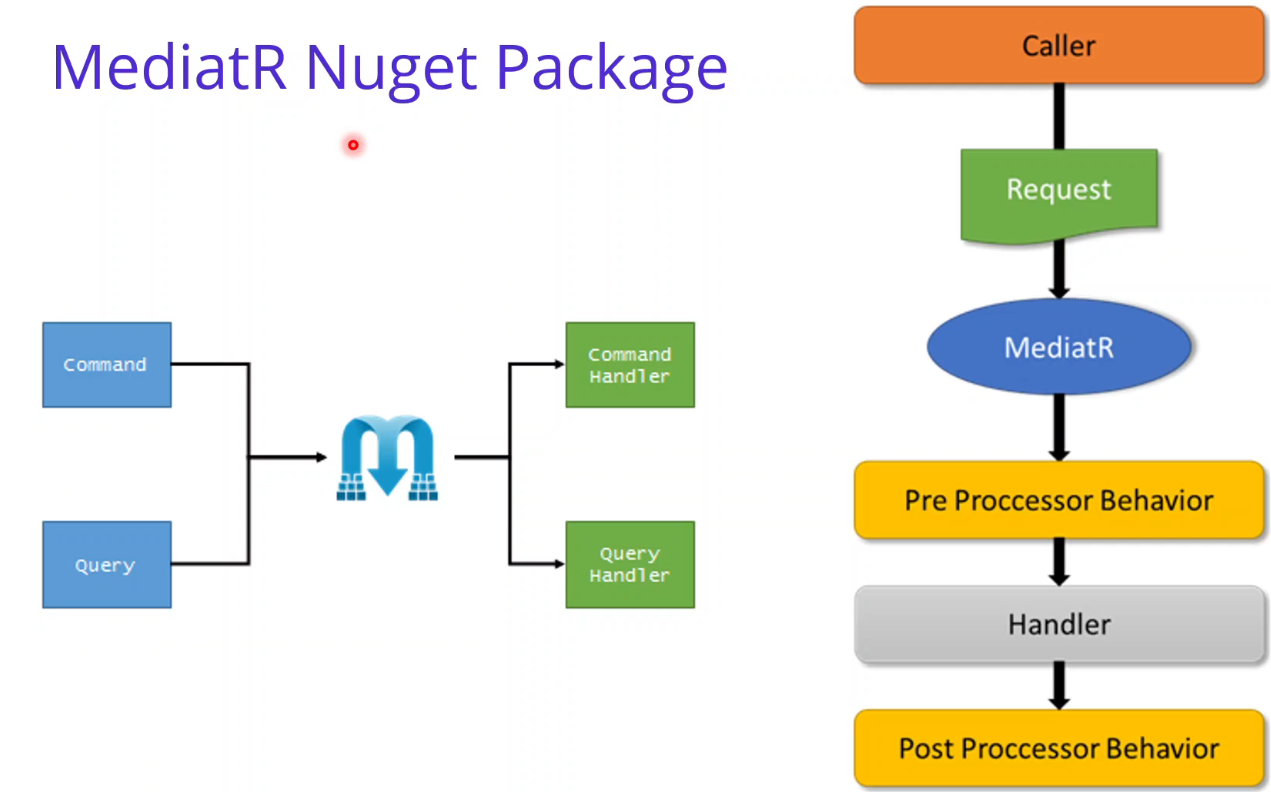 MediatR Nuget Package
Command
Query
Command
Handler
Query
Handler
Caller
Request
MediatR
Pre Proccessor Behavior
Handler
Post Proccessor Behavior